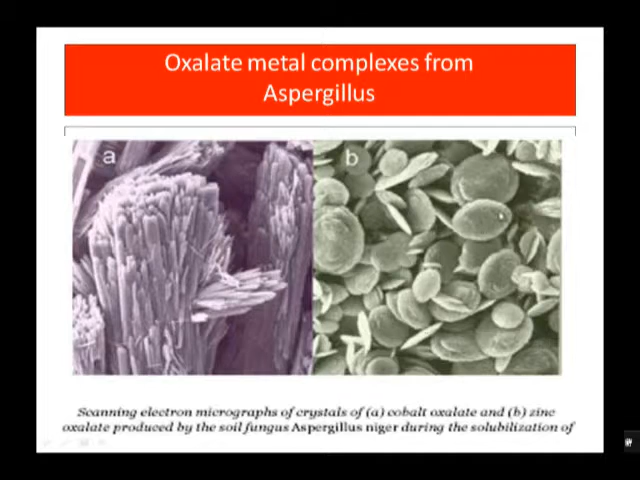 Oxalate metal complexes from
Aspergillus
a
b
Scanning electron micrographs of crystals of (a) cobalt oxalate and (b) zinc
oxalate produced by the soil fungus Aspergillus niger during the solubilization of